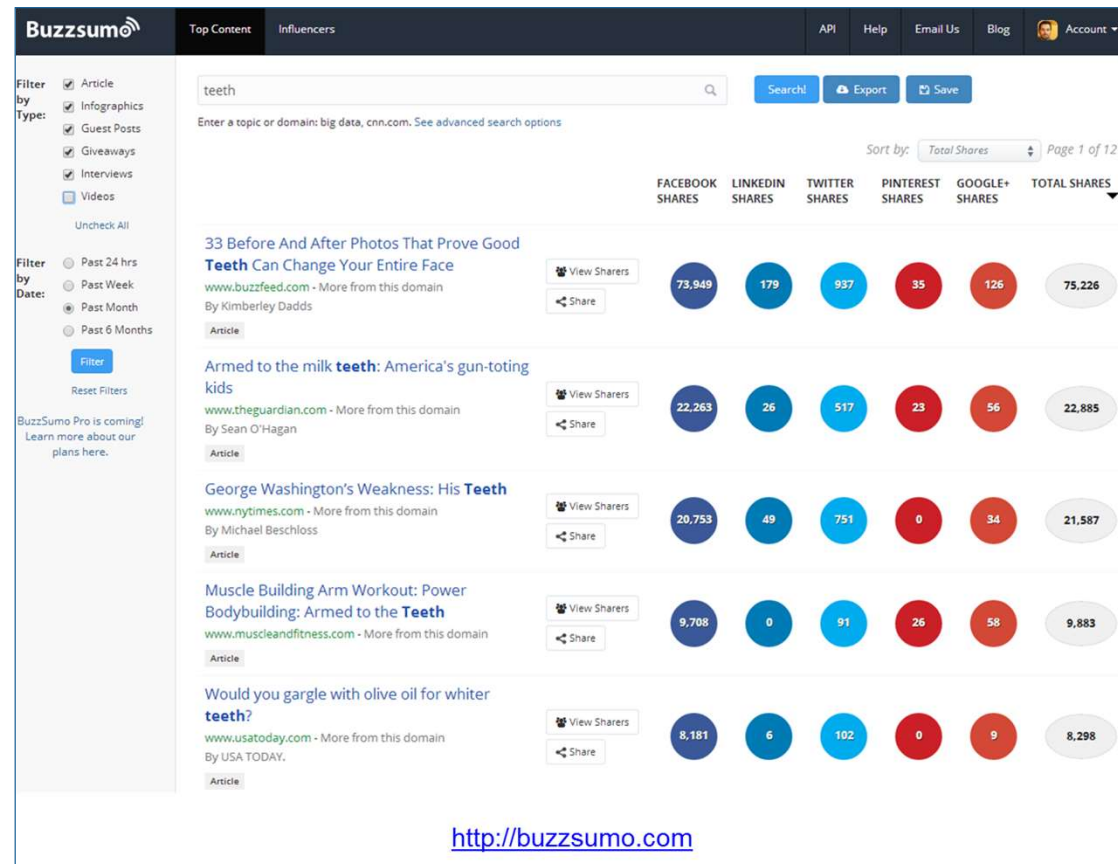 Buzzsumo
Top Content Influencers API Help Email Us Blog Account
Filter by Type:
Article
Infographics
Guest Posts
Giveaways
Interviews
Videos
Uncheck All
Filter by Date:
Past 24 hrs
Past Week
Past Month
Past 6 Months
Filter
Reset Filters
BuzzSumo Pro is coming!
Learn more about our
plans here.
teeth
Search! Export Save
Enter a topic or domain: big data, cnn.com. See advanced search options
Sort by: Total Shares Page 1 of 12
FACEBOOK SHARES LINKEDIN SHARES TWITTER SHARES PINTEREST SHARES GOOGLE+ SHARES TOTAL SHARES
33 Before And After Photos That Prove Good
Teeth Can Change Your Entire Face
www.buzzfeed.com - More from this domain
By Kimberley Dadds
Article
View Sharers
Share
73,949 179 937 35 126 75,226
Armed to the milk teeth: America's gun-toting
kids
www.theguardian.com - More from this domain
By Sean O'Hagan
Article
View Sharers
Share
22,263 26 517 23 56 22,885
George Washington's Weakness: His Teeth
www.nytimes.com - More from this domain
By Michael Beschloss
Article
View Sharers
Share
20,753 49 751 0 34 21,587
Muscle Building Arm Workout: Power
Bodybuilding: Armed to the Teeth
www.muscleandfitness.com - More from this domain
Article
View Sharers
Share
9,708 0 91 26 58 9,883
Would you gargle with olive oil for whiter
teeth?
www.usatoday.com - More from this domain
By USA TODAY.
Article
View Sharers
Share
8,181 6 102 0 9 8,298
http://buzzsumo.com